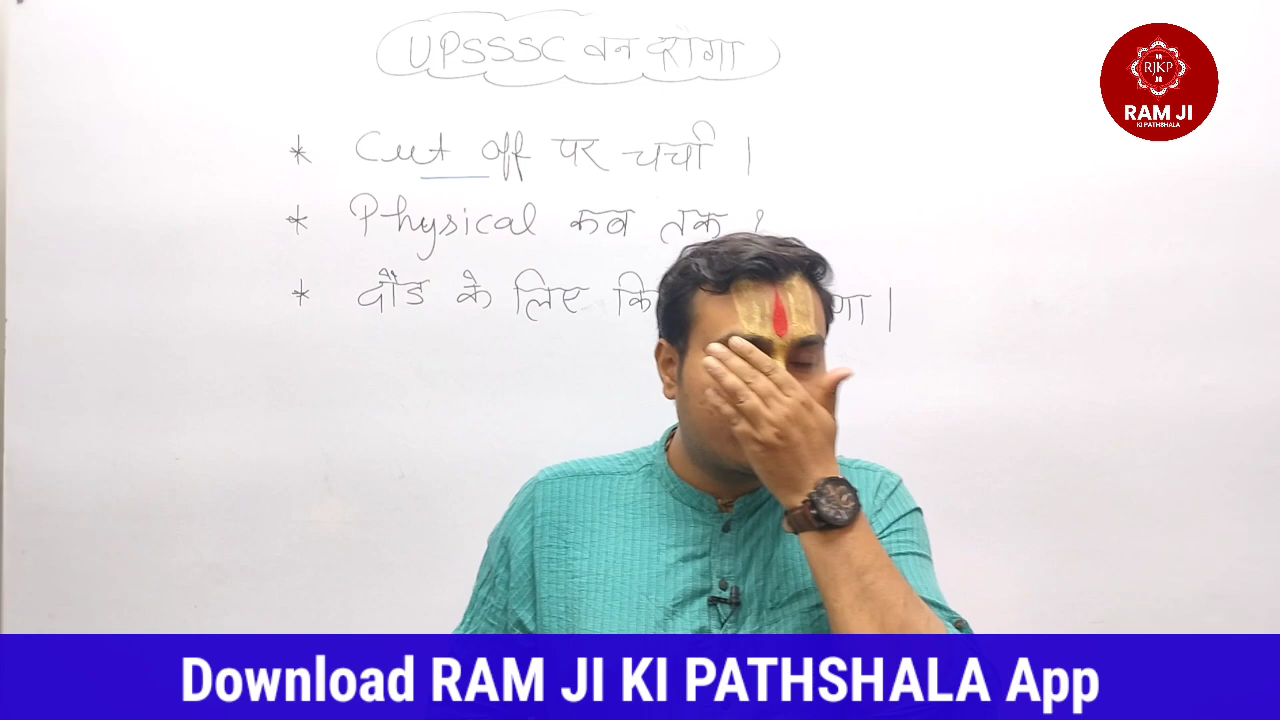 UPSSSC वन दरोगा
RJKP
RAM JI
KI PATHSHALA
* Cut off पर चर्चा ।
* Physical कब तक ?
* दौड के लिए
Download RAM JI KI PATHSHALA App